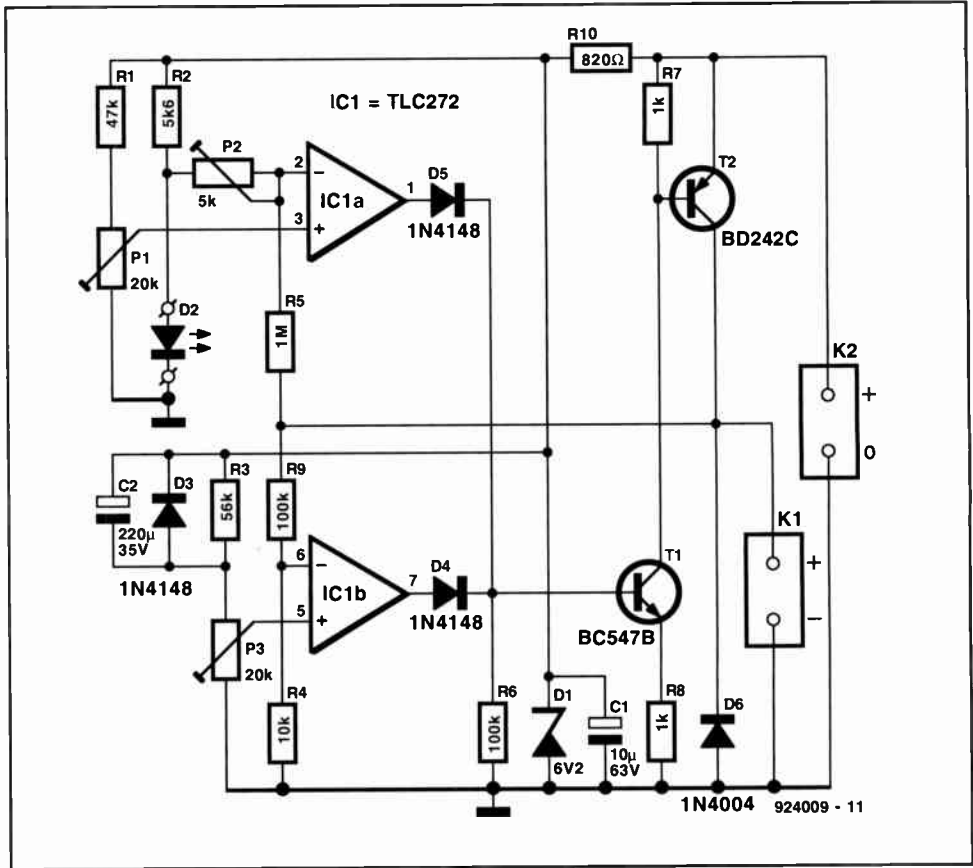 R10
820Ω
R1
47k
R2
5k6
R7
1k
IC1 = TLC272
P2
5k
2
−
IC1a
3
+
1
D5
1N4148
T2
BD242C
P1
20k
D2
R5
1M
K2
+
0
C2
220µ
35V
D3
1N4148
R3
56k
R9
100k
6
−
IC1b
5
+
7
D4
1N4148
T1
BC547B
K1
+
−
P3
20k
R4
10k
R6
100k
D1
6V2
C1
10µ
63V
R8
1k
D6
1N4004
924009 - 11